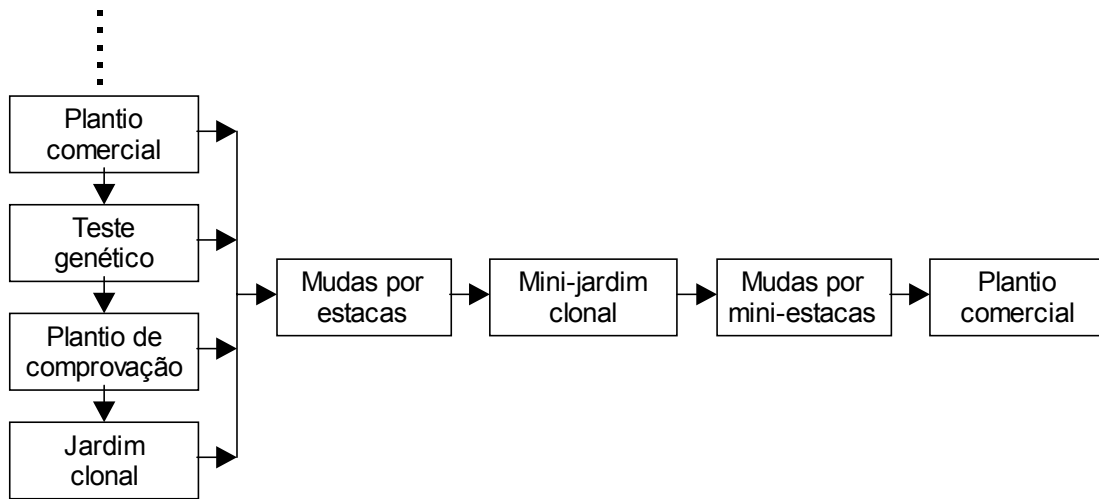 Plantio
comercial
Teste
genético
Plantio de
comprovação
Jardim
clonal
Mudas por
estacas
Mini-jardim
clonal
Mudas por
mini-estacas
Plantio
comercial